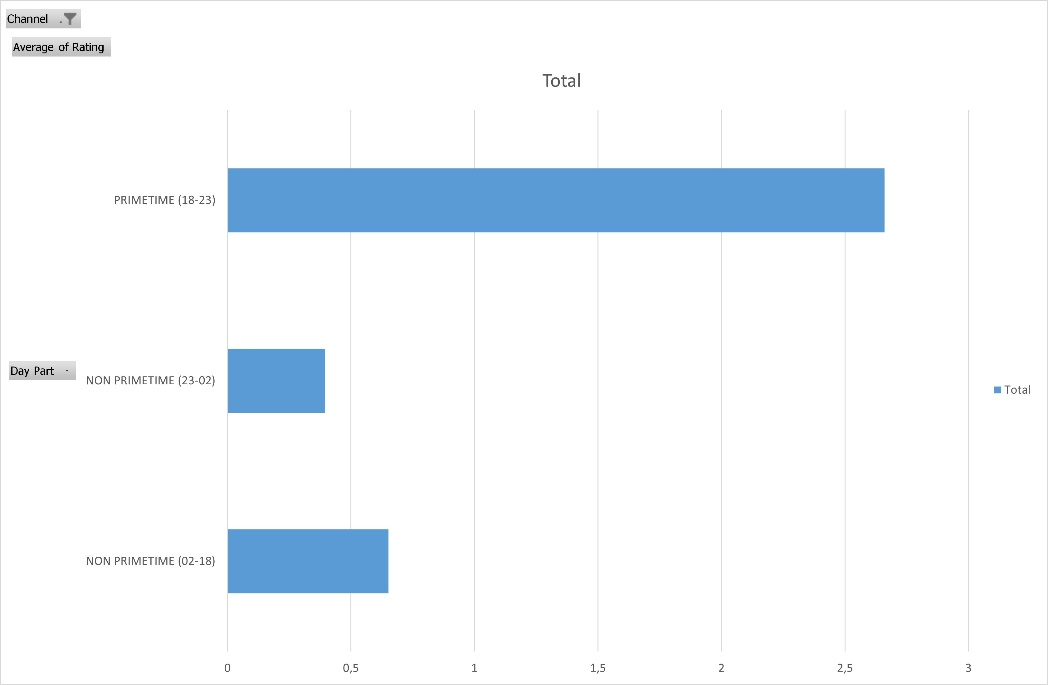 Channel
Average of Rating
Total
PRIMETIME (18-23)
Day Part
NON PRIMETIME (23-02)
Total
NON PRIMETIME (02-18)
0 0,5 1 1,5 2 2,5 3